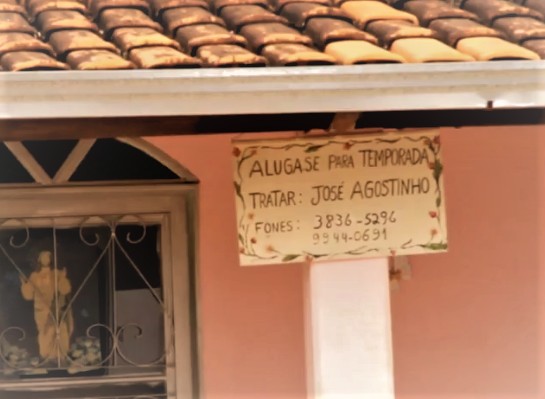 ALUGASE PARA TEMPORADA
TRATAR: JOSÉ AGOSTINHO
FONES: 3836-5296
9944-0691